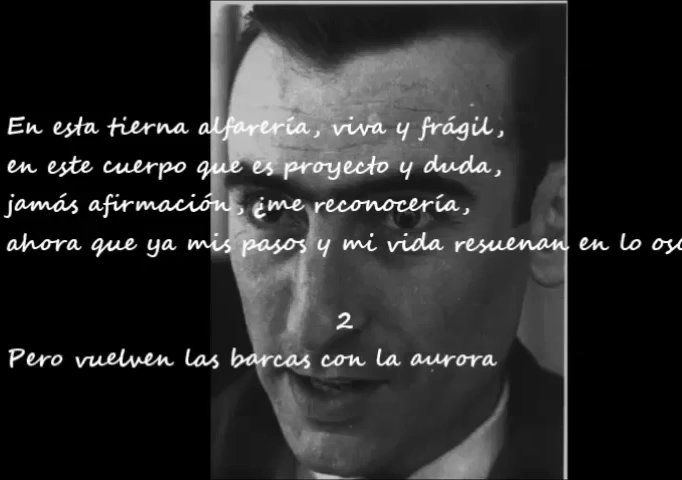 En esta tierna alfarería, viva y frágil,
en este cuerpo que es proyecto y duda,
jamás afirmación, ¿me reconocería,
ahora que ya mis pasos y mi vida resuenan en lo
2
Pero vuelven las barcas con la aurora